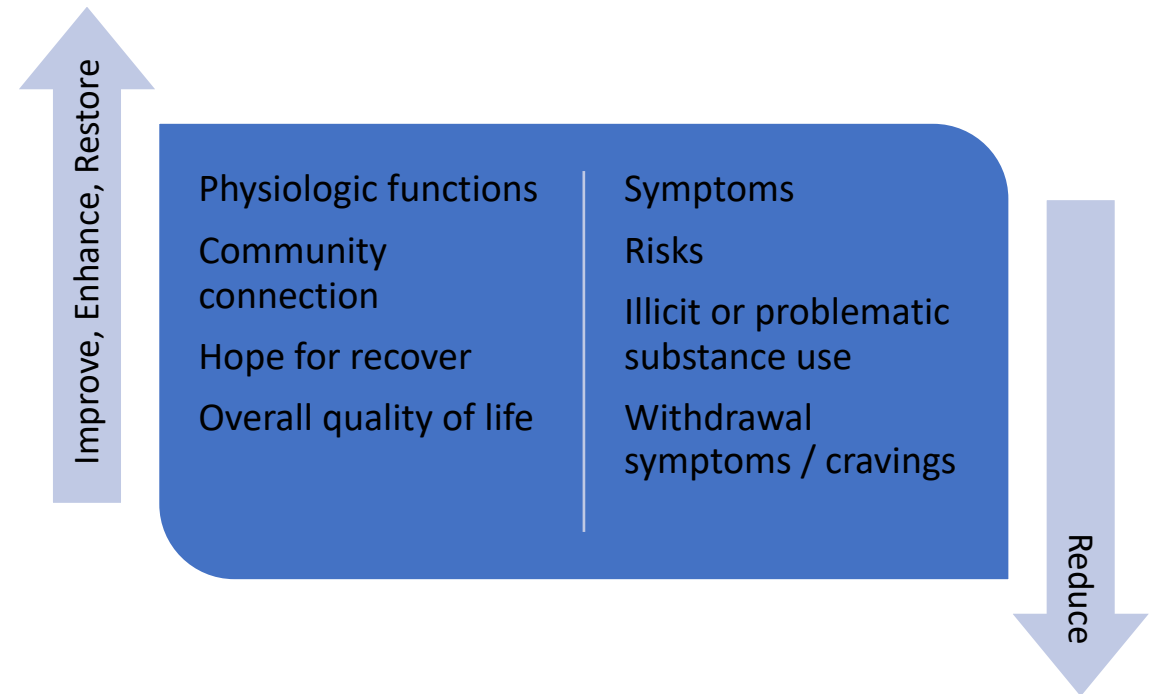 Improve, Enhance, Restore
Physiologic functions
Community
connection
Hope for recover
Overall quality of life
Symptoms
Risks
Illicit or problematic
substance use
Withdrawal
symptoms / cravings
Reduce